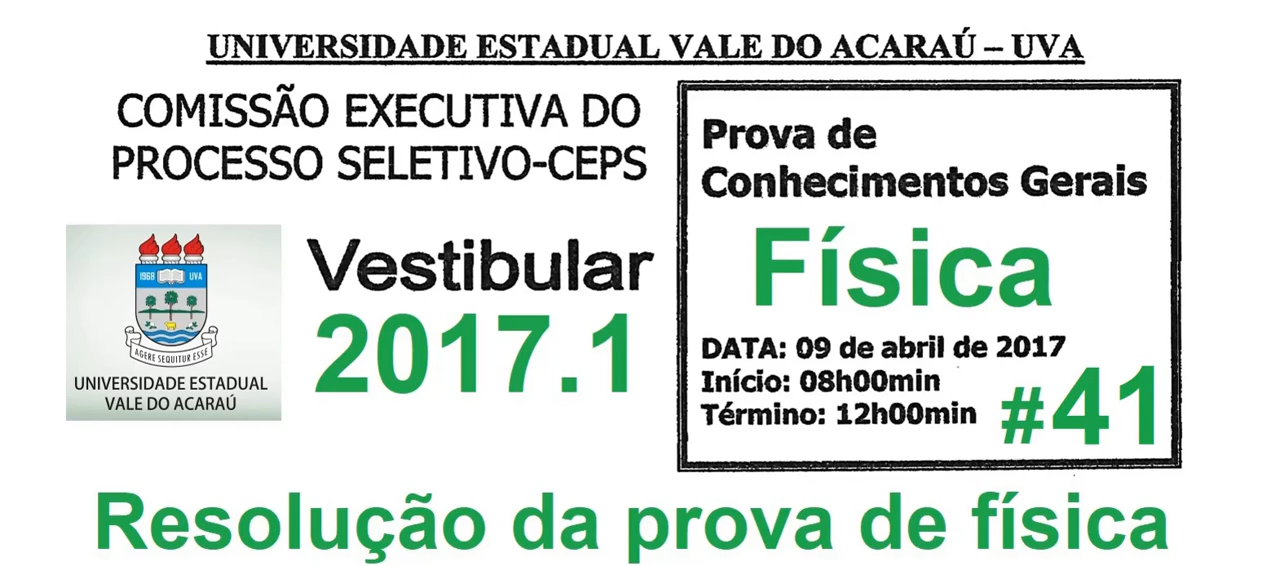 UNIVERSIDADE ESTADUAL VALE DO ACARAÚ – UVA
COMISSÃO EXECUTIVA DO
PROCESSO SELETIVO-CEPS
Vestibular
2017.1
1968 UVA
AGERE SEQUITUR ESSE
UNIVERSIDADE ESTADUAL
VALE DO ACARAÚ
Prova de
Conhecimentos Gerais
Física
DATA: 09 de abril de 2017
Início: 08h00min
Término: 12h00min
#41
Resolução da prova de física